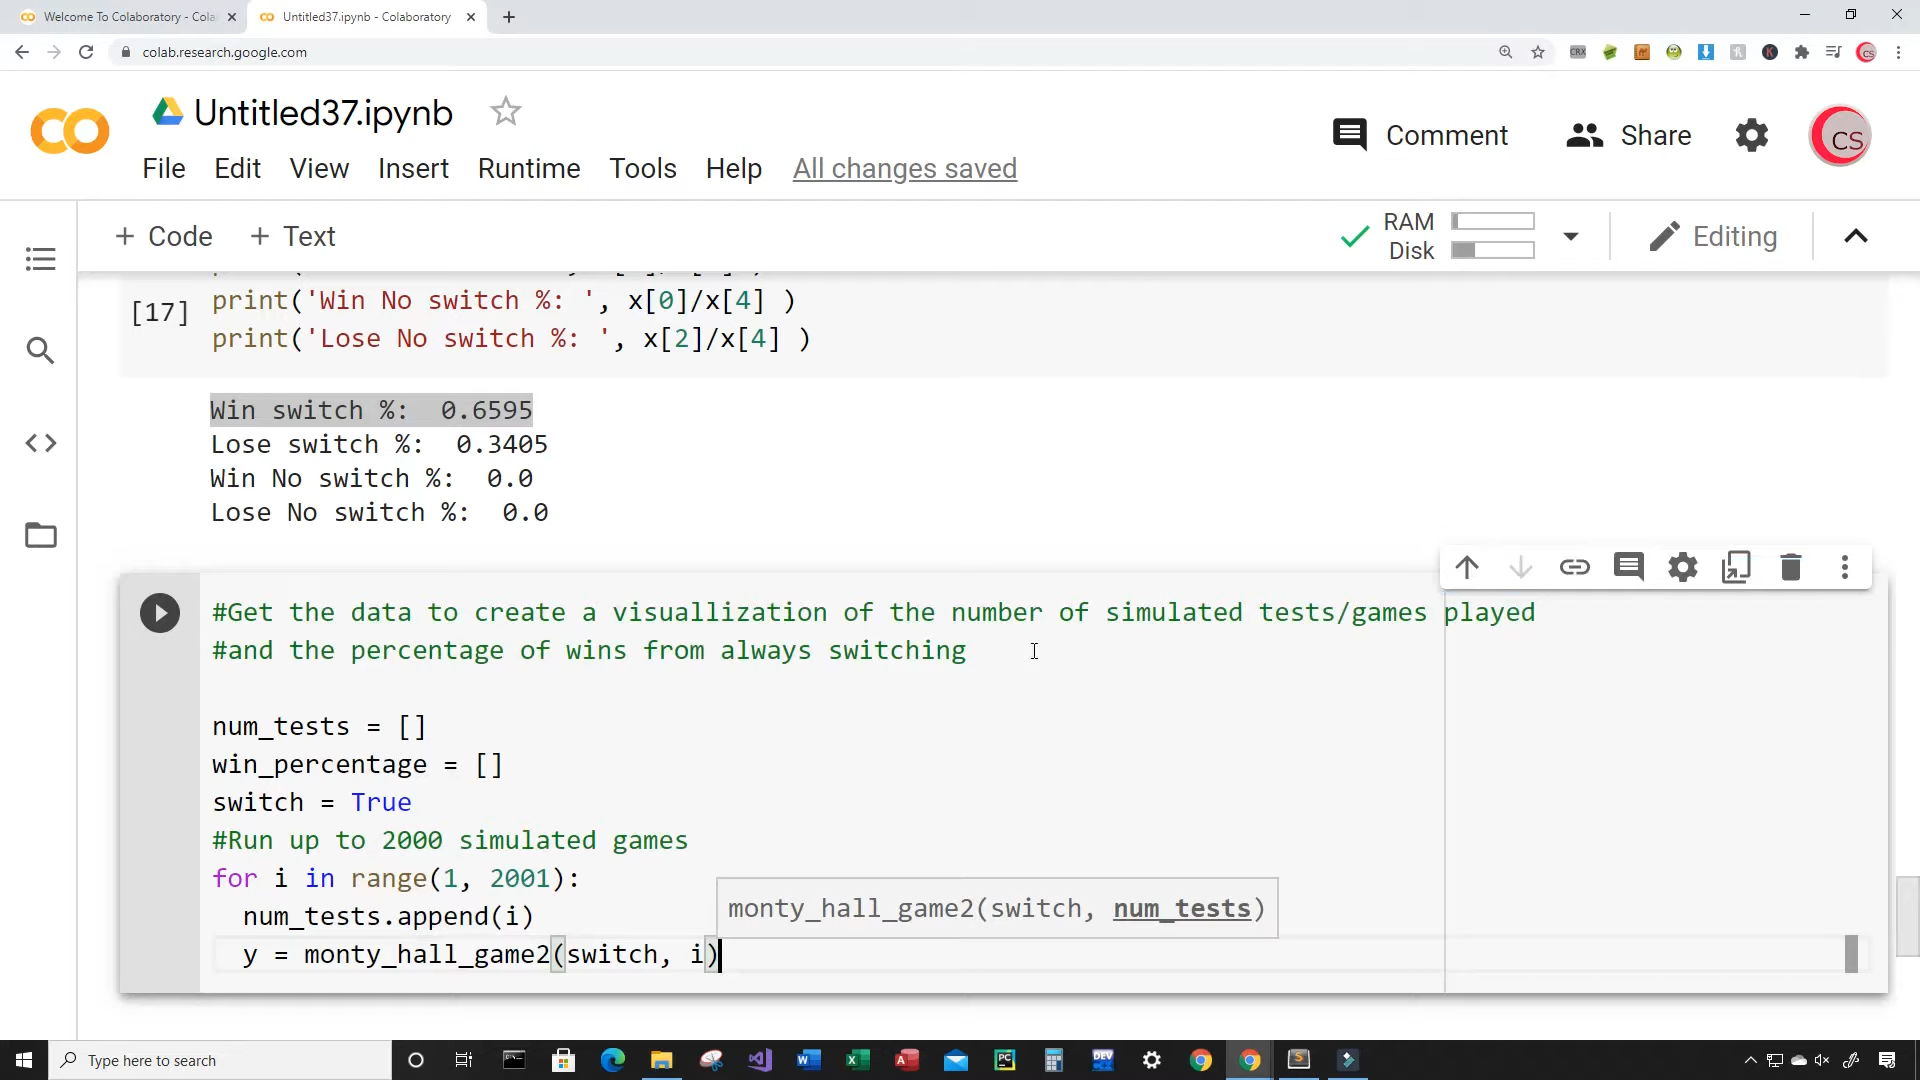 Welcome To Colaboratory - Cola
Untitled37.ipynb - Colaboratory
colab.research.google.com
Untitled37.ipynb
Comment
Share
CS
File Edit View Insert Runtime Tools Help All changes saved
+ Code + Text
RAM
Disk
Editing
[17]
print('Win No switch %: ', x[0]/x[4] )
print('Lose No switch %: ', x[2]/x[4] )
Win switch %:  0.6595
Lose switch %:  0.3405
Win No switch %:  0.0
Lose No switch %:  0.0
#Get the data to create a visuallization of the number of simulated tests/games played
#and the percentage of wins from always switching
num_tests = []
win_percentage = []
switch = True
#Run up to 2000 simulated games
for i in range(1, 2001):
num_tests.append(i)
monty_hall_game2(switch, num_tests)
y = monty_hall_game2(switch, i)
Type here to search